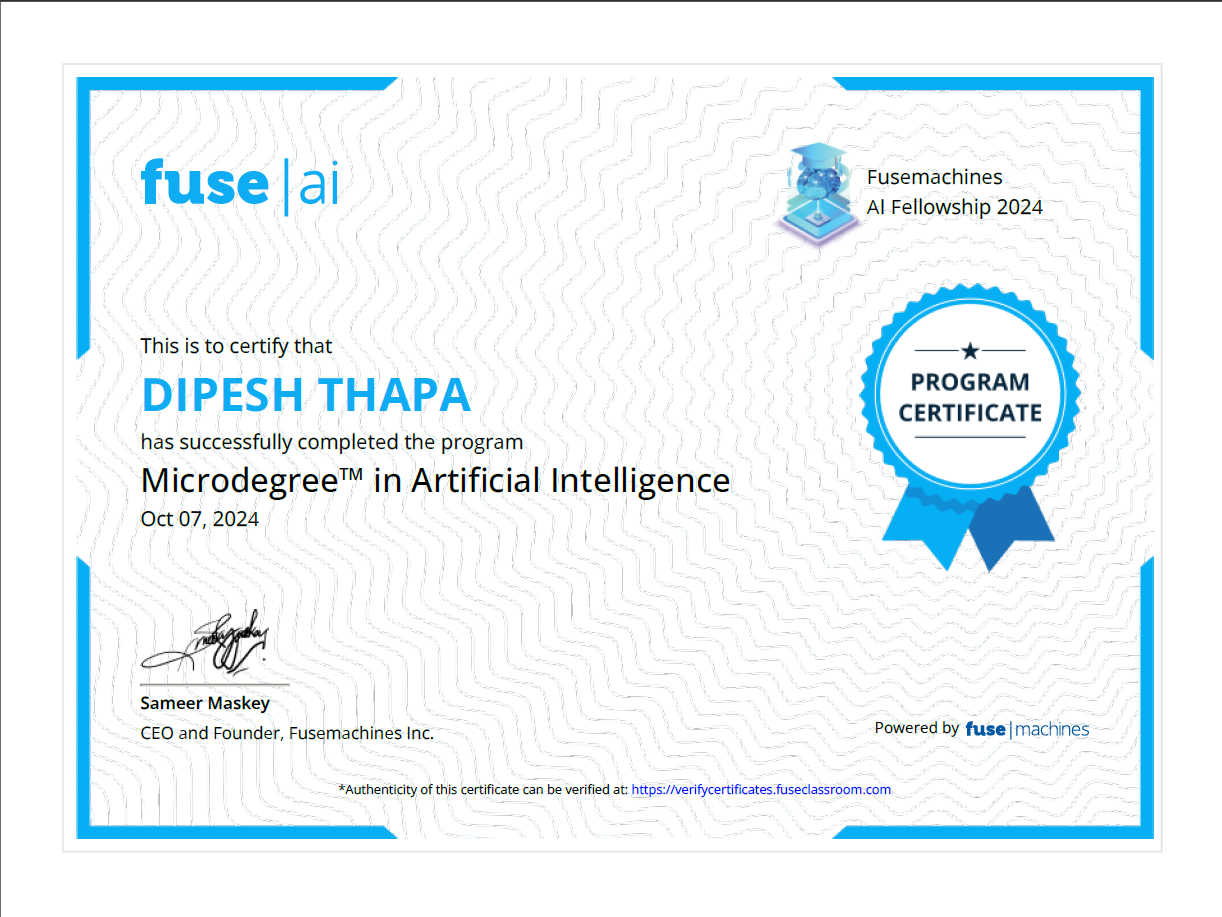 fuse|ai
Fusemachines
AI Fellowship 2024
This is to certify that
DIPESH THAPA
has successfully completed the program
Microdegree™ in Artificial Intelligence
Oct 07, 2024
PROGRAM
CERTIFICATE
Sameer Maskey
CEO and Founder, Fusemachines Inc.
Powered by fuse|machines
*Authenticity of this certificate can be verified at: https://verifycertificates.fuseclassroom.com